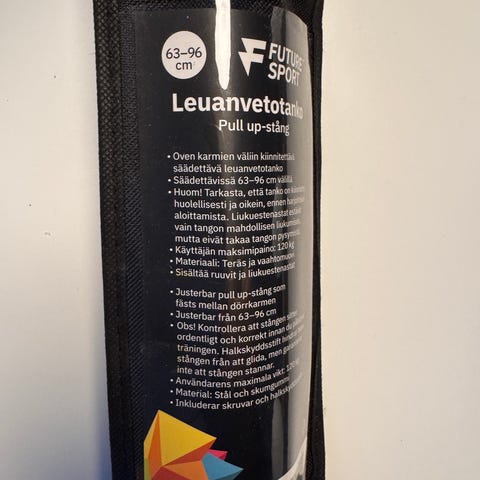 63–96
cm
FUTURE
SPORT
Leuanvetotanko
Pull up-stång
• Oven karmien väliin kiinnitettävä
säädettävä leuanvetotanko
• Säädettävissä 63–96 cm välillä
• Huom! Tarkasta, että tanko on
huolellisesti ja oikein, ennen
aloittamista. Liukuestenastat estävät
vain tangon mahdollisen liukumisen,
mutta eivät takaa tangon pysymistä.
• Käyttäjän maksimipaino: 120 kg
• Materiaali: Teräs ja vaahtomuovi
• Sisältää ruuvit ja liukuestenastat
• Justerbar pull up-stång som
fästs mellan dörrkarmen
• Justerbar från 63–96 cm
• Obs! Kontrollera att stången sitter
ordentligt och korrekt innan du
träningen. Halkskyddsstift hindrar
stången från att glida, men garanterar
inte att stången stannar.
• Användarens maximala vikt: 120 kg
• Material: Stål och skumgummi
• Inkluderar skruvar och